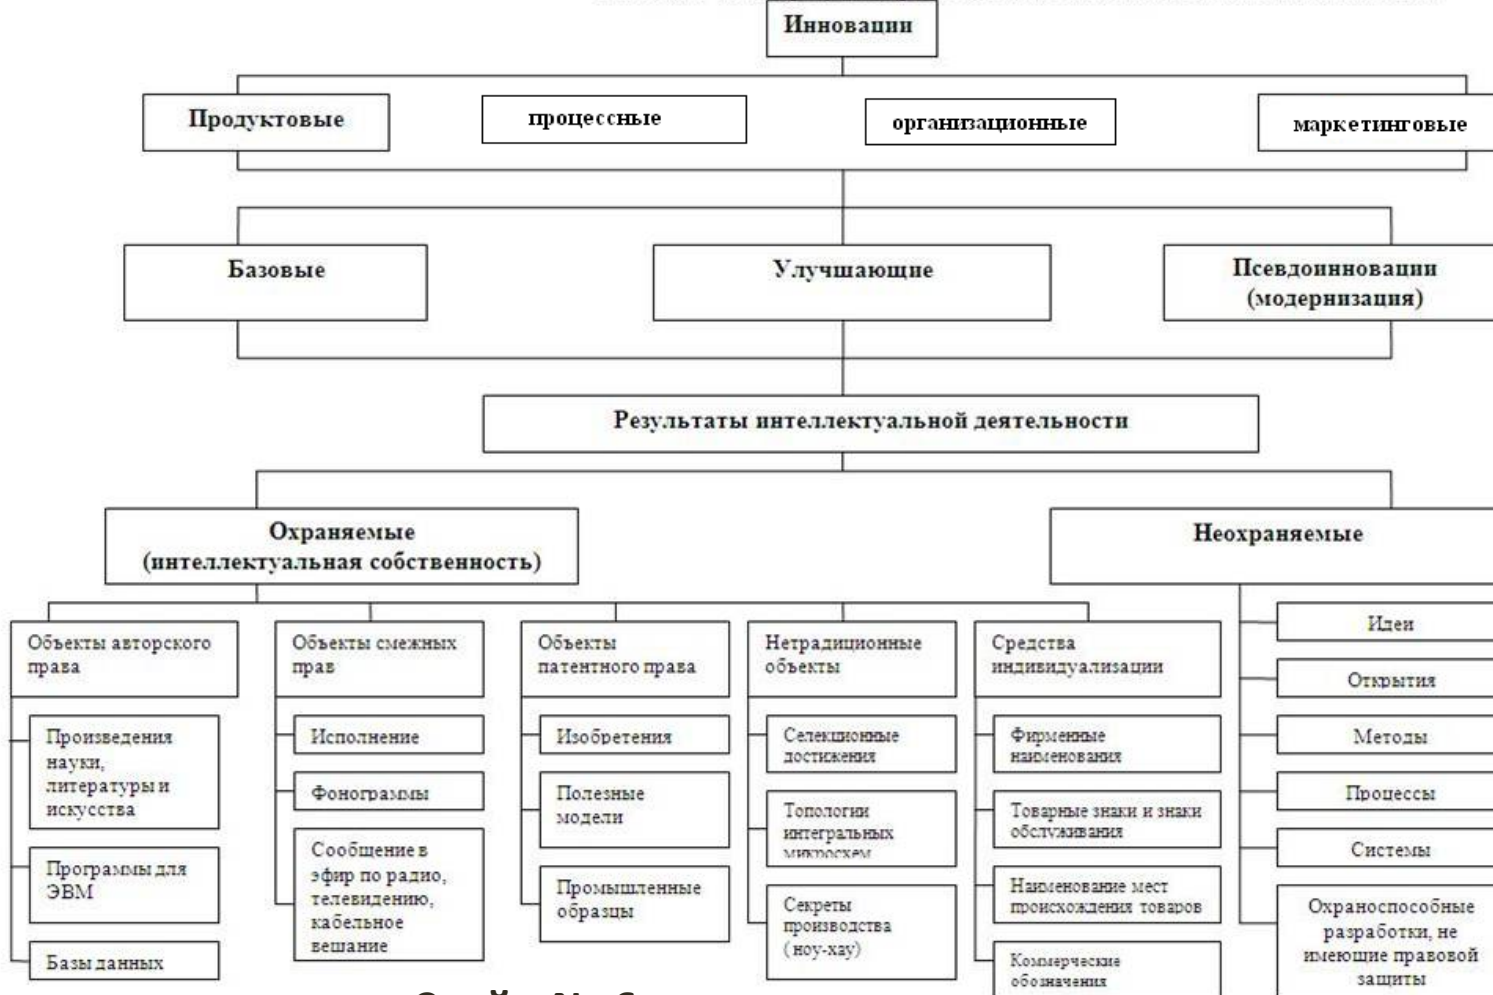 Инновации
Продуктовые
процессные
организационные
маркетинговые
Базовые
Улучшающие
Псевдоинновации
(модернизация)
Результаты интеллектуальной деятельности
Охраняемые
(интеллектуальная собственность)
Неохраняемые
Объекты авторского
права
Произведения
науки,
литературы и
искусства
Программы для
ЭВМ
Базы данных
Объекты смежных
прав
Исполнение
Фонограммы
Сообщение в
эфир по радио,
телевидению,
кабельное
вещание
Объекты
патентного права
Изобретения
Полезные
модели
Промышленные
образцы
Нетрадиционные
объекты
Селекционные
достижения
Топологии
интегральных
микросхем
Секреты
производства
( ноу-хау)
Средства
индивидуализации
Фирменные
наименования
Товарные знаки и знаки
обслуживания
Наименование мест
происхождения товаров
Коммерческие
обозначения
Идеи
Открытия
Методы
Процессы
Системы
Охраноспособные
разработки, не
имеющие правовой
защиты